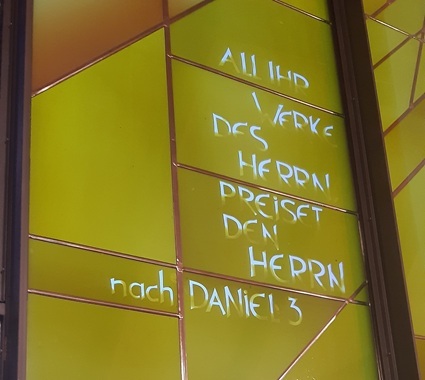 ALL IHR
WERKE
DES
HERRN
PREISET
DEN
HERRN
nach DANiEL 3